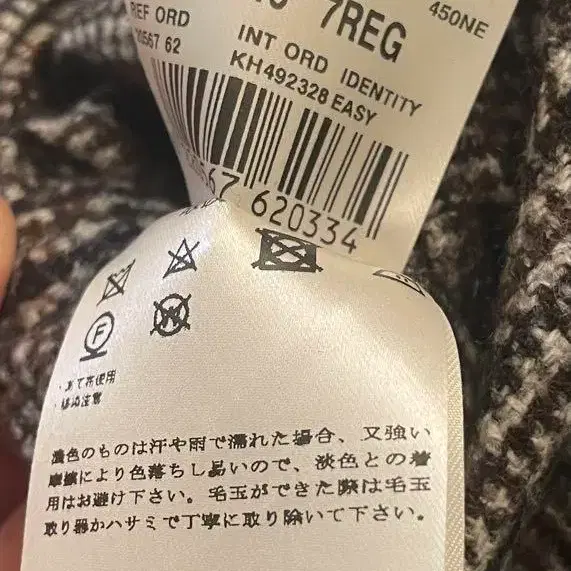 REF ORD
7REG
450NE
62
INT ORD IDENTITY
KH492328 EASY
67 620334
F
W
・あて布使用
・移染注意
濃色のものは汗や雨で濡れた場合、又強い
摩擦により色落ちし易いので、淡色との着
用はお避け下さい。毛玉ができた際は毛玉
取り器かハサミで丁寧に取り除いて下さい。